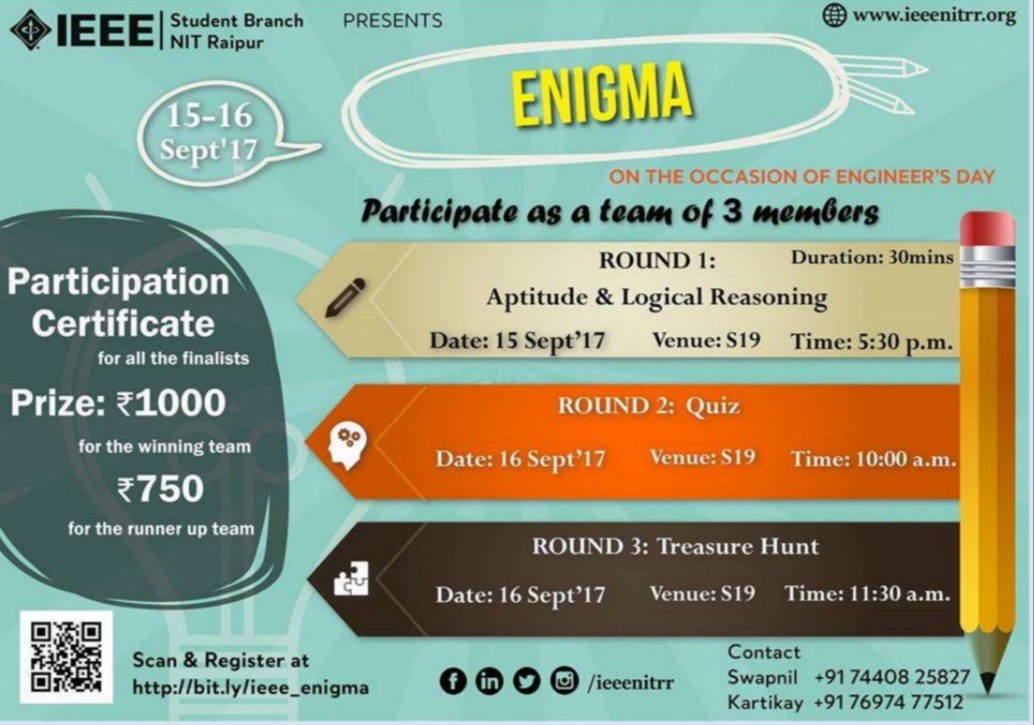 IEEE Student Branch
NIT Raipur
PRESENTS
www.ieeenitrr.org
15-16
Sept'17
ENIGMA
ON THE OCCASION OF ENGINEER'S DAY
Participate as a team of 3 members
Participation
Certificate
for all the finalists
Prize: ₹1000
for the winning team
₹750
for the runner up team
ROUND 1: Duration: 30mins
Aptitude & Logical Reasoning
Date: 15 Sept'17 Venue: S19 Time: 5:30 p.m.
ROUND 2: Quiz
Date: 16 Sept'17 Venue: S19 Time: 10:00 a.m.
ROUND 3: Treasure Hunt
Date: 16 Sept'17 Venue: S19 Time: 11:30 a.m.
Scan & Register at
http://bit.ly/ieee_enigma
/ieeenitrr
Contact
Swapnil +91 74408 25827
Kartikay +91 76974 77512